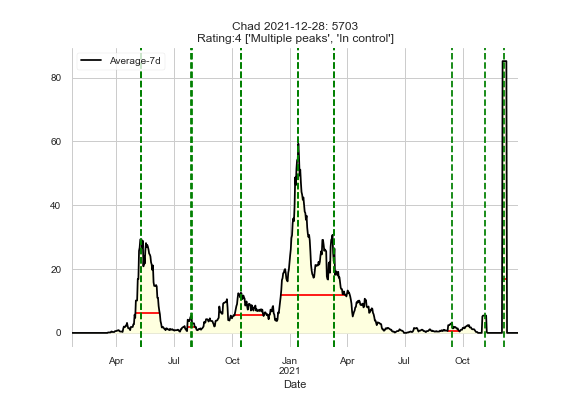 Chad 2021-12-28: 5703
Rating:4 ['Multiple peaks', 'In control']
Average-7d
80
60
40
20
0
Apr
Jul
Oct
Jan
2021
Apr
Jul
Oct
Date